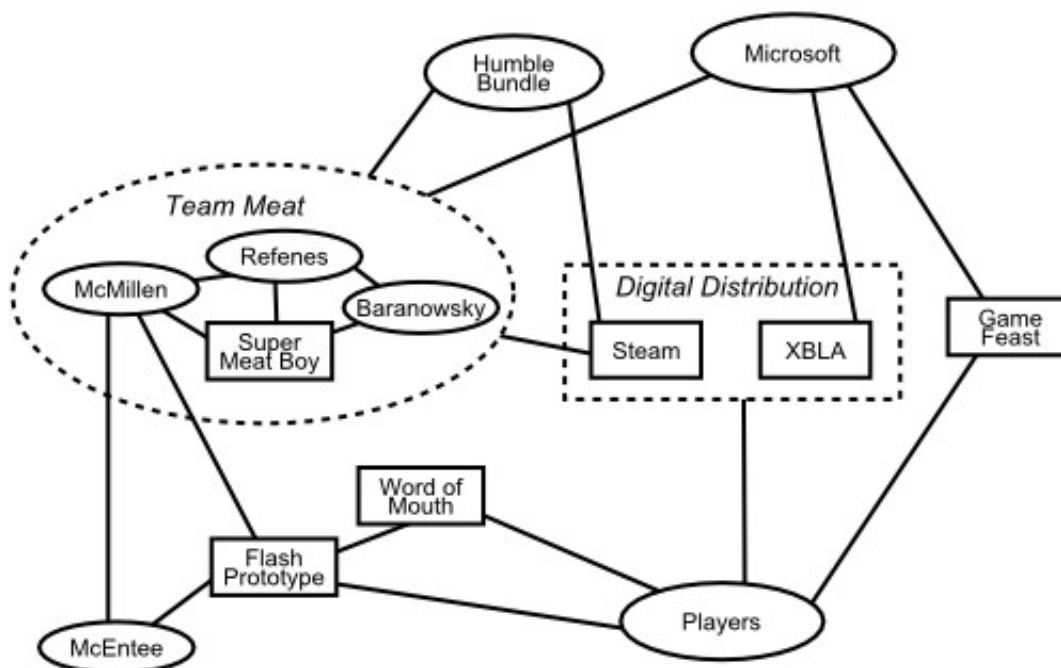 Humble
Bundle
Microsoft
Team Meat
Refenes
McMillen
Baranowsky
Super
Meat Boy
Digital Distribution
Steam
XBLA
Game
Feast
Word of
Mouth
Flash
Prototype
Players
McEntee